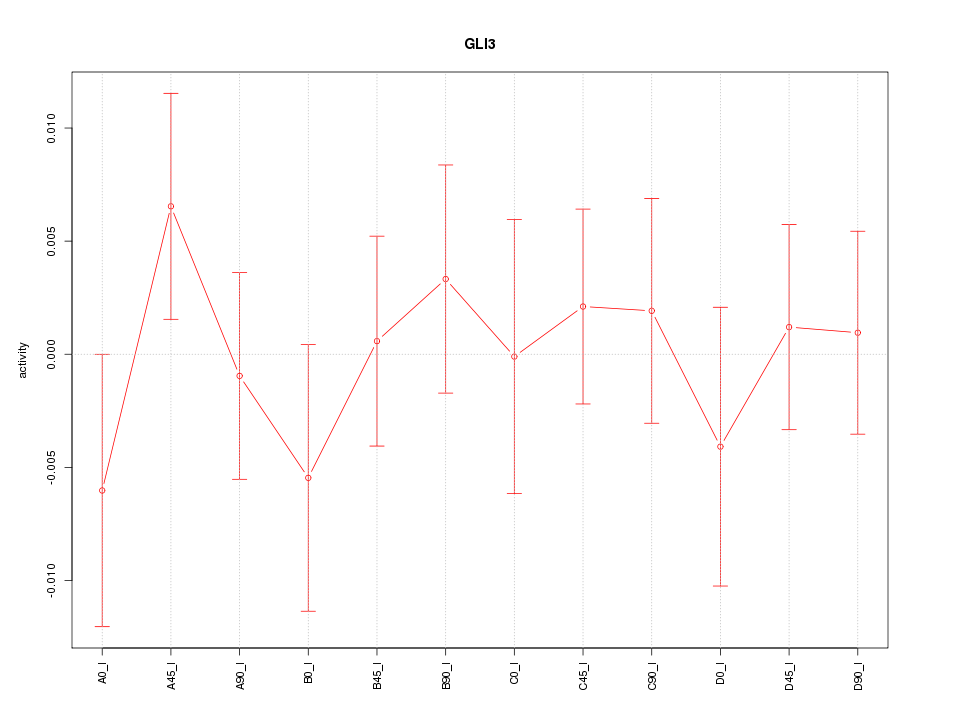 GLI3
activity
0.010
0.005
0.000
-0.005
-0.010
A0_I
A45_I
A90_I
B0_I
B45_I
B90_I
C0_I
C45_I
C90_I
D0_I
D45_I
D90_I